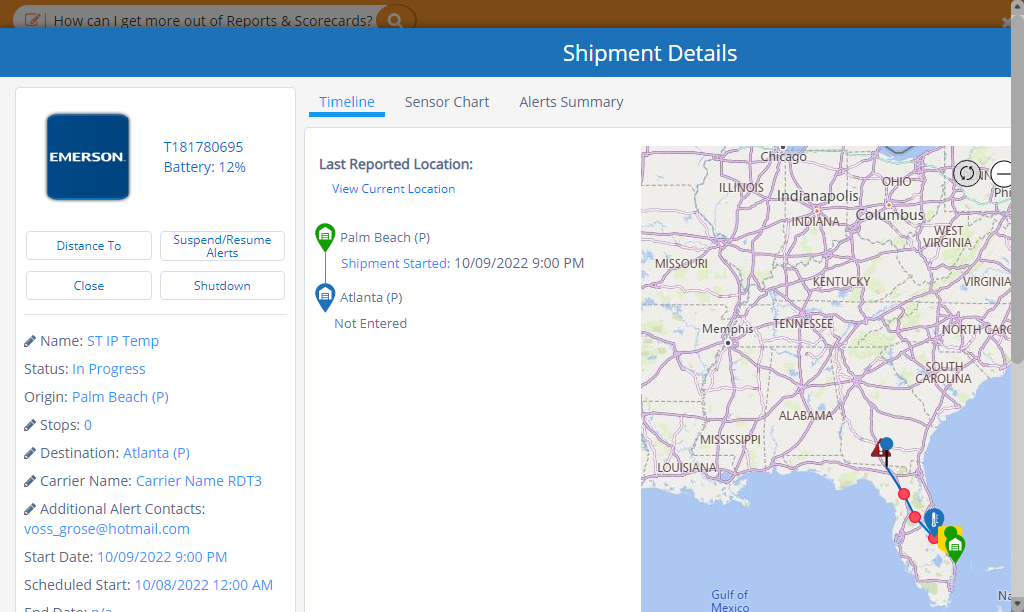 How can I get more out of Reports & Scorecards?
Shipment Details
EMERSON.
T181780695
Battery: 12%
Distance To
Suspend/Resume
Alerts
Close
Shutdown
Name: ST IP Temp
Status: In Progress
Origin: Palm Beach (P)
Stops: 0
Destination: Atlanta (P)
Carrier Name: Carrier Name RDT3
Additional Alert Contacts:
voss_grose@hotmail.com
Start Date: 10/09/2022 9:00 PM
Scheduled Start: 10/08/2022 12:00 AM
End Date: n/a
Timeline
Sensor Chart
Alerts Summary
Last Reported Location:
View Current Location
Palm Beach (P)
Shipment Started: 10/09/2022 9:00 PM
Atlanta (P)
Not Entered
Chicago
ILLINOIS
Indianapolis
INDIANA
OHIO
Columbus
WEST
VIRGINIA
MISSOURI
KENTUCKY
VIRGINIA
Memphis
TENNESSEE
NORTH CARO
SOUTH
CAROLINA
ALABAMA
MISSISSIPPI
LOUISIANA
Gulf of
Mexico
Na